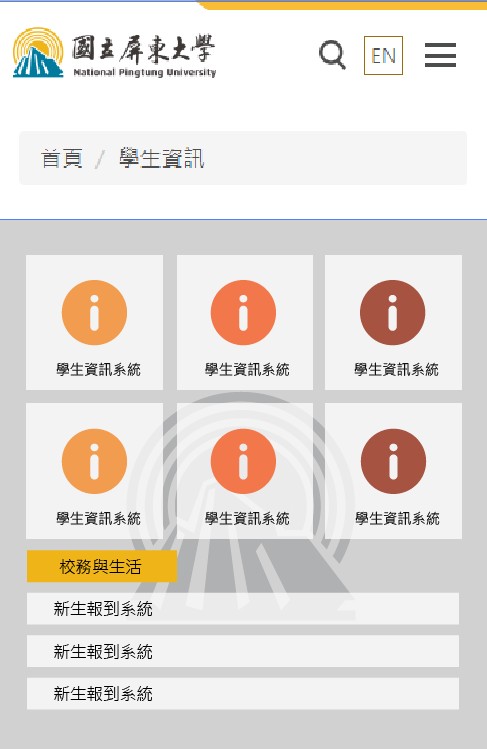 國立屏東大學
National Pingtung University
EN
首頁 / 學生資訊
學生資訊系統 學生資訊系統 學生資訊系統
學生資訊系統 學生資訊系統 學生資訊系統
校務與生活
新生報到系統
新生報到系統
新生報到系統